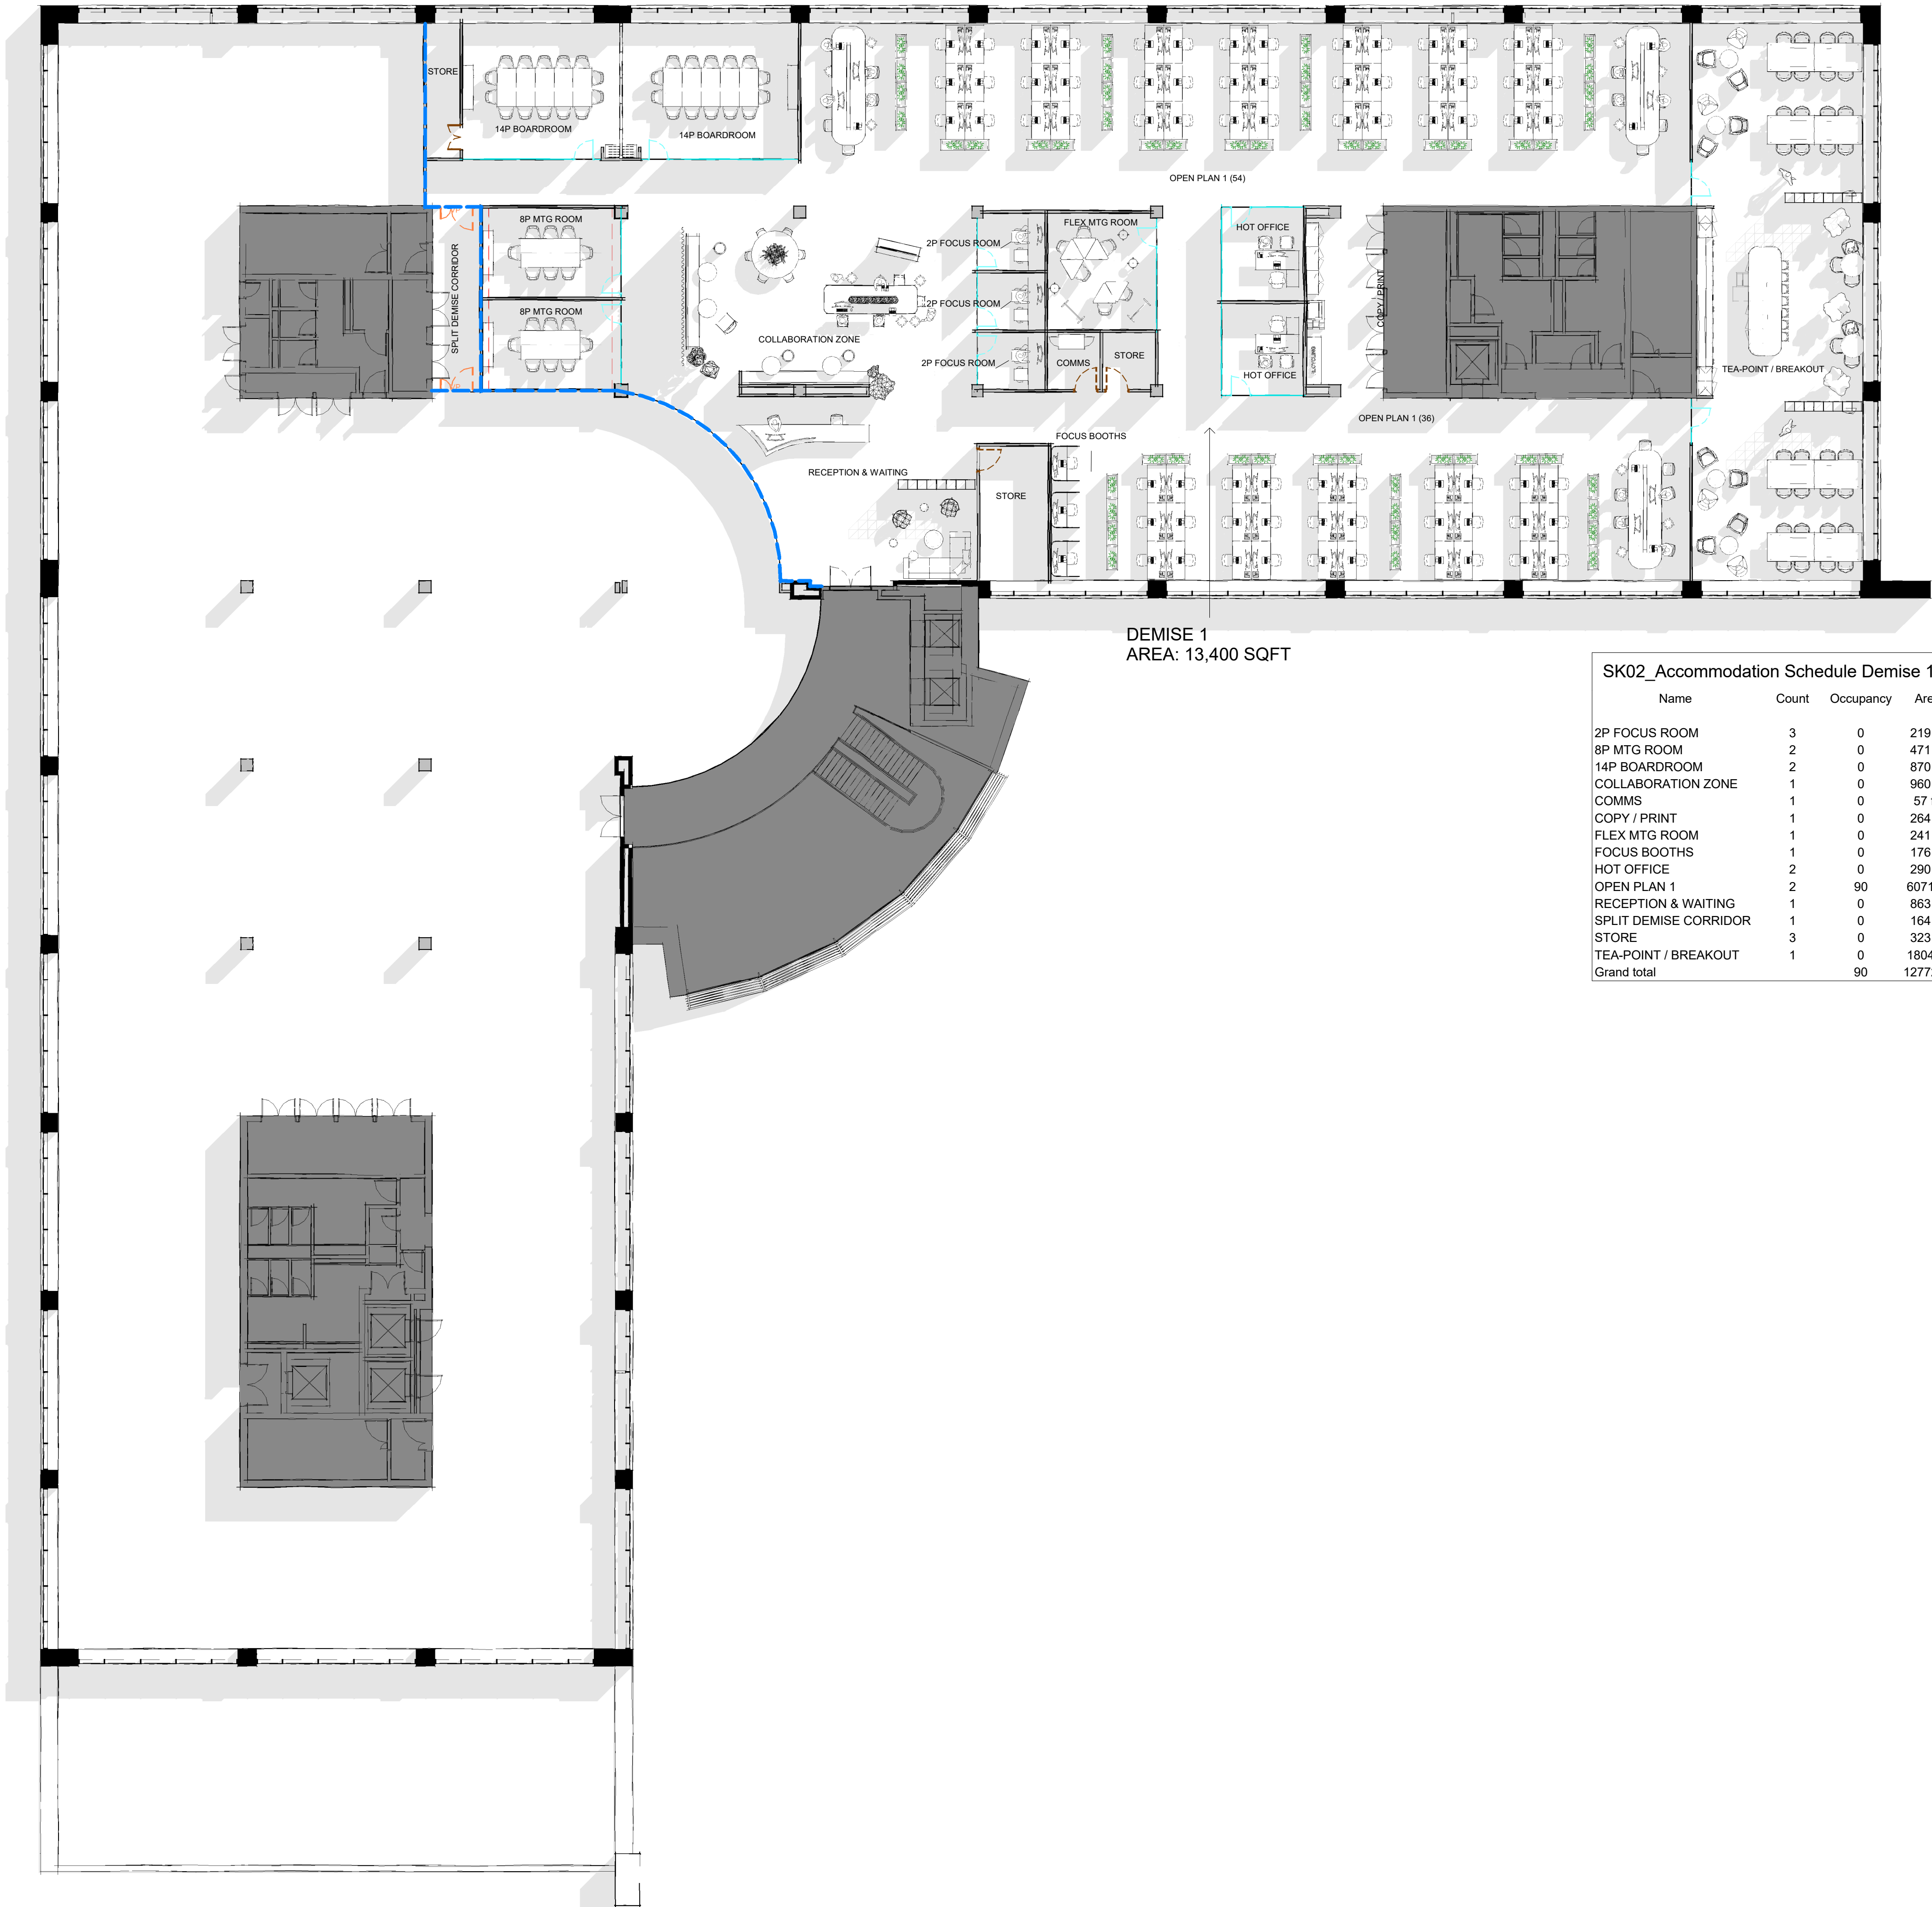 STORE
14P BOARDROOM
14P BOARDROOM
OPEN PLAN 1 (54)
SPLIT DEMISE CORRIDOR
8P MTG ROOM
8P MTG ROOM
COLLABORATION ZONE
2P FOCUS ROOM
2P FOCUS ROOM
2P FOCUS ROOM
FLEX MTG ROOM
COMMS
STORE
HOT OFFICE
HOT OFFICE
COPY / PRINT
TEA-POINT / BREAKOUT
OPEN PLAN 1 (36)
FOCUS BOOTHS
RECEPTION & WAITING
STORE
DEMISE 1
AREA: 13,400 SQFT
SK02_Accommodation Schedule Demise 1
Name Count Occupancy Are
2P FOCUS ROOM 3 0 219
8P MTG ROOM 2 0 471
14P BOARDROOM 2 0 870
COLLABORATION ZONE 1 0 960
COMMS 1 0 57
COPY / PRINT 1 0 264
FLEX MTG ROOM 1 0 241
FOCUS BOOTHS 1 0 176
HOT OFFICE 2 0 290
OPEN PLAN 1 2 90 6071
RECEPTION & WAITING 1 0 863
SPLIT DEMISE CORRIDOR 1 0 164
STORE 3 0 323
TEA-POINT / BREAKOUT 1 0 1804
Grand total 90